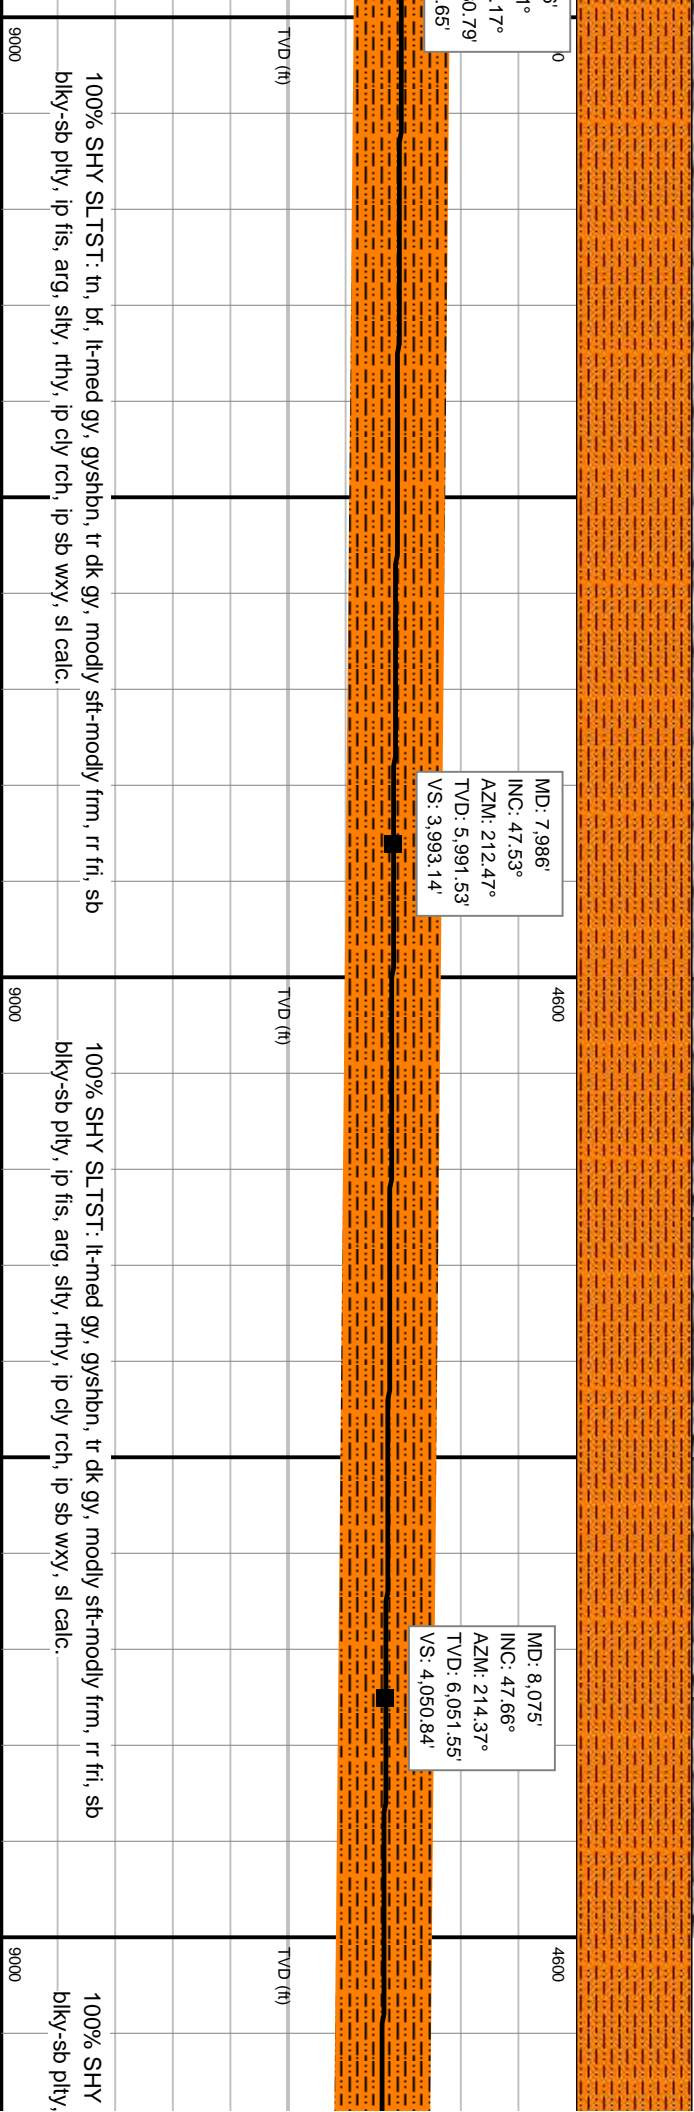 6'
1°
.17°
0.79'
.65'
0
TVD (ft)
9000
100% SHY SLTST: tn, bf, lt-med gy, gyshbn, tr dk gy, modly sft-modly frm, rr fri, sb
blky-sb plty, ip fis, arg, slty, rthy, ip cly rch, ip sb wxy, sl calc.
MD: 7,986'
INC: 47.53°
AZM: 212.47°
TVD: 5,991.53'
VS: 3,993.14'
4600
TVD (ft)
9000
100% SHY SLTST: lt-med gy, gyshbn, tr dk gy, modly sft-modly frm, rr fri, sb
blky-sb plty, ip fis, arg, slty, rthy, ip cly rch, ip sb wxy, sl calc.
MD: 8,075'
INC: 47.66°
AZM: 214.37°
TVD: 6,051.55'
VS: 4,050.84'
4600
TVD (ft)
9000
100% SHY
blky-sb plty,